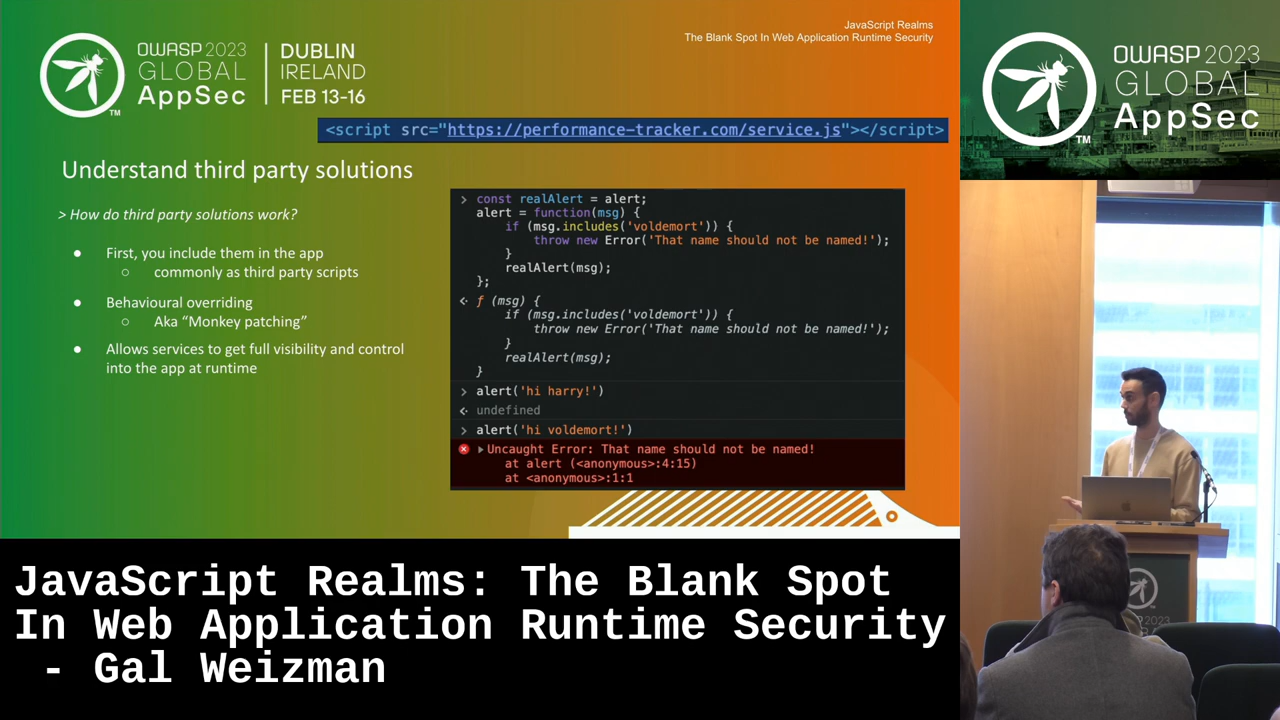 JavaScript Realms
The Blank Spot In Web Application Runtime Security
OWASP 2023
GLOBAL
AppSec
TM
DUBLIN
IRELAND
FEB 13-16
<script src="https://performance-tracker.com/service.js"></script>
Understand third party solutions
> How do third party solutions work?
● First, you include them in the app
○ commonly as third party scripts
● Behavioural overriding
○ Aka “Monkey patching”
● Allows services to get full visibility and control
into the app at runtime
> const realAlert = alert;
alert = function(msg) {
if (msg.includes('voldemort')) {
throw new Error('That name should not be named!');
}
realAlert(msg);
};
f (msg) {
if (msg.includes('voldemort')) {
throw new Error('That name should not be named!');
}
realAlert(msg);
}
> alert('hi harry!')
undefined
> alert('hi voldemort!')
Uncaught Error: That name should not be named!
at alert (<anonymous>:4:15)
at <anonymous>:1:1
OWASP 2023
GLOBAL
AppSec
TM
JavaScript Realms: The Blank Spot
In Web Application Runtime Security
- Gal Weizman